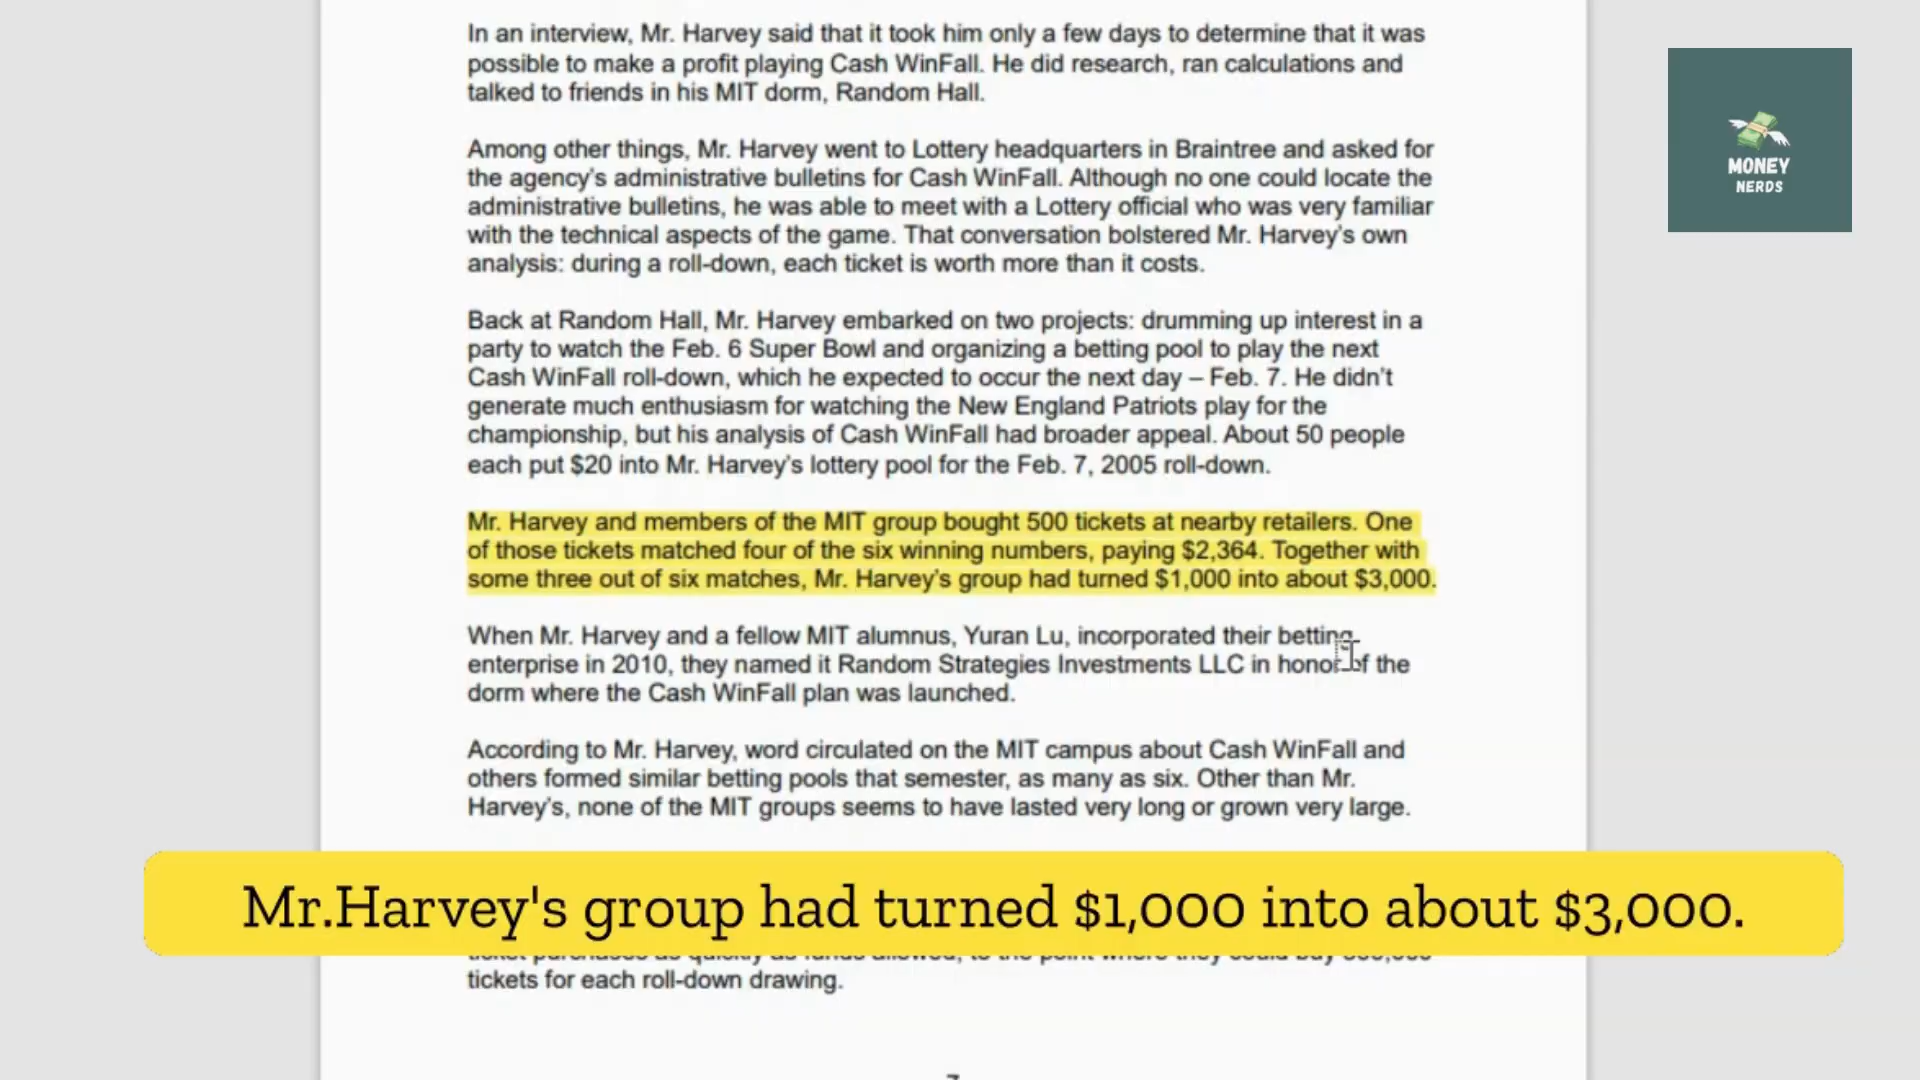 In an interview, Mr. Harvey said that it took him only a few days to determine that it was
possible to make a profit playing Cash WinFall. He did research, ran calculations and
talked to friends in his MIT dorm, Random Hall.
Among other things, Mr. Harvey went to Lottery headquarters in Braintree and asked for
the agency's administrative bulletins for Cash WinFall. Although no one could locate the
administrative bulletins, he was able to meet with a Lottery official who was very familiar
with the technical aspects of the game. That conversation bolstered Mr. Harvey's own
analysis: during a roll-down, each ticket is worth more than it costs.
Back at Random Hall, Mr. Harvey embarked on two projects: drumming up interest in a
party to watch the Feb. 6 Super Bowl and organizing a betting pool to play the next
Cash WinFall roll-down, which he expected to occur the next day – Feb. 7. He didn't
generate much enthusiasm for watching the New England Patriots play for the
championship, but his analysis of Cash WinFall had broader appeal. About 50 people
each put $20 into Mr. Harvey's lottery pool for the Feb. 7, 2005 roll-down.
Mr. Harvey and members of the MIT group bought 500 tickets at nearby retailers. One
of those tickets matched four of the six winning numbers, paying $2,364. Together with
some three out of six matches, Mr. Harvey's group had turned $1,000 into about $3,000.
When Mr. Harvey and a fellow MIT alumnus, Yuran Lu, incorporated their betting
enterprise in 2010, they named it Random Strategies Investments LLC in honor of the
dorm where the Cash WinFall plan was launched.
According to Mr. Harvey, word circulated on the MIT campus about Cash WinFall and
others formed similar betting pools that semester, as many as six. Other than Mr.
Harvey's, none of the MIT groups seems to have lasted very long or grown very large.
Mr.Harvey's group had turned $1,000 into about $3,000.
ticket purchases as quickly as funds allowed, to the point where they could buy
tickets for each roll-down drawing.
MONEY
NERDS